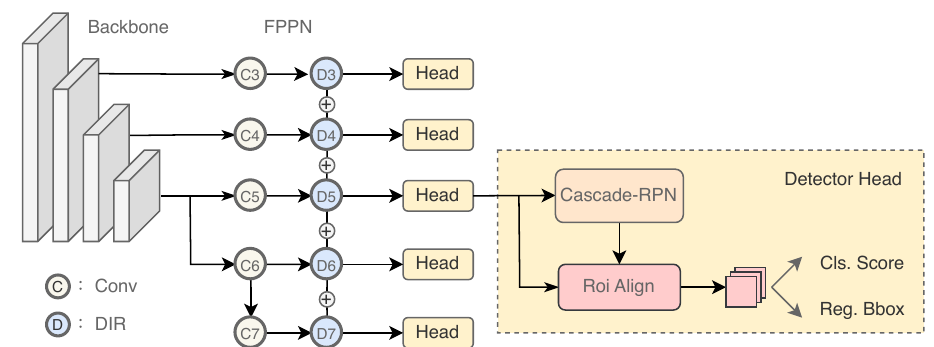 Backbone
FPPN
C3
D3
Head
C4
D4
Head
C5
D5
Head
Cascade-RPN
Detector Head
C6
D6
Head
Roi Align
Cls. Score
Reg. Bbox
C : Conv
D : DIR
C7
D7
Head